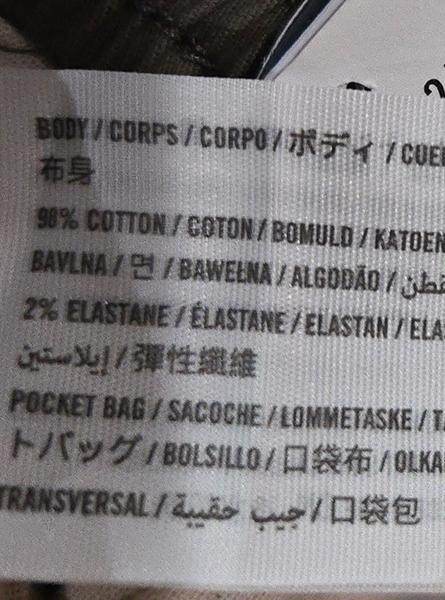 BODY / CORPS / CORPO / ボディ / CUE
布身
98% COTTON / COTON / BOMULD / KATOEN
BAVLNA / 면 / BAWEŁNA / ALGODÃO / قطن
2% ELASTANE / ÉLASTANE / ELASTAN / ELA
إيلاستين / 彈性纖維
POCKET BAG / SACOCHE / LOMMETASKE / T
トバッグ / BOLSILLO / 口袋布 / OLKA
TRANSVERSAL / جيب حقيبة / 口袋包